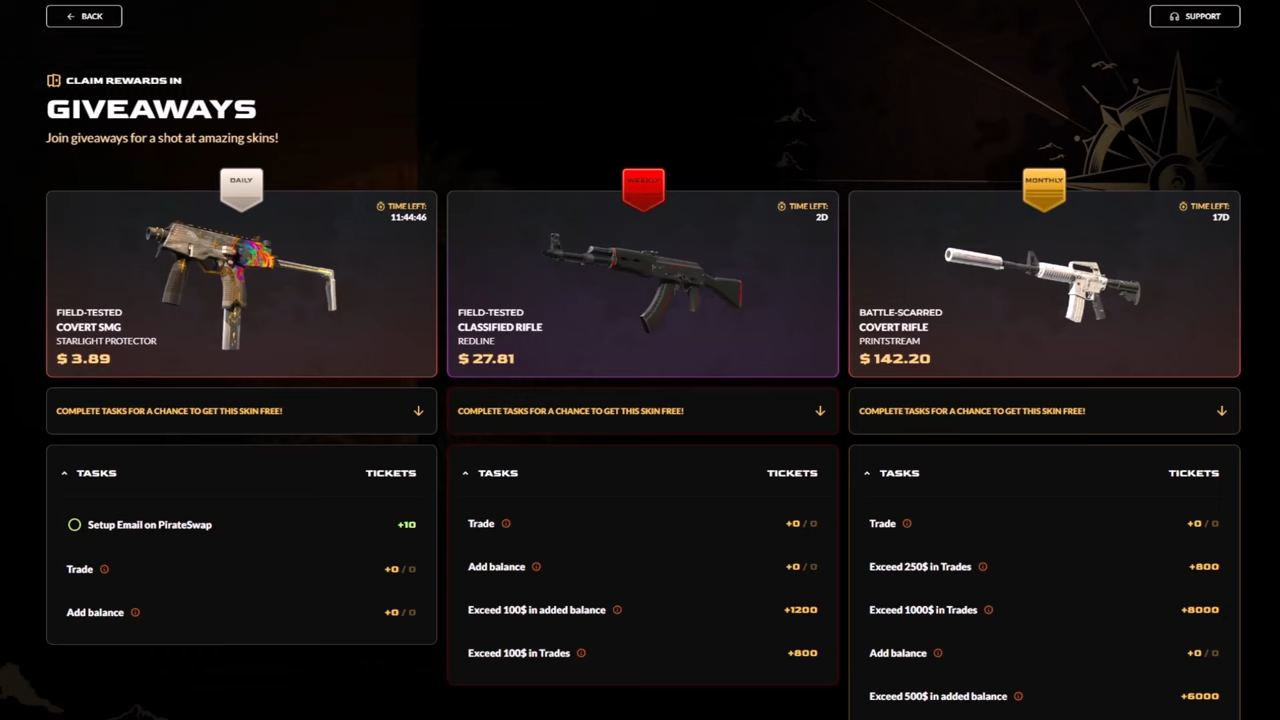 BACK
SUPPORT
CLAIM REWARDS IN
GIVEAWAYS
Join giveaways for a shot at amazing skins!
DAILY
TIME LEFT:
11:44:46
FIELD-TESTED
COVERT SMG
STARLIGHT PROTECTOR
$ 3.89
COMPLETE TASKS FOR A CHANCE TO GET THIS SKIN FREE!
TASKS TICKETS
Setup Email on PirateSwap +10
Trade +0 / 0
Add balance +0 / 0
WEEKLY
TIME LEFT:
2D
FIELD-TESTED
CLASSIFIED RIFLE
REDLINE
$ 27.81
COMPLETE TASKS FOR A CHANCE TO GET THIS SKIN FREE!
TASKS TICKETS
Trade +0 / 0
Add balance +0 / 0
Exceed 100$ in added balance +1200
Exceed 100$ in Trades +800
MONTHLY
TIME LEFT:
17D
BATTLE-SCARRED
COVERT RIFLE
PRINTSTREAM
$ 142.20
COMPLETE TASKS FOR A CHANCE TO GET THIS SKIN FREE!
TASKS TICKETS
Trade +0 / 0
Exceed 250$ in Trades +800
Exceed 1000$ in Trades +8000
Add balance +0 / 0
Exceed 500$ in added balance +6000